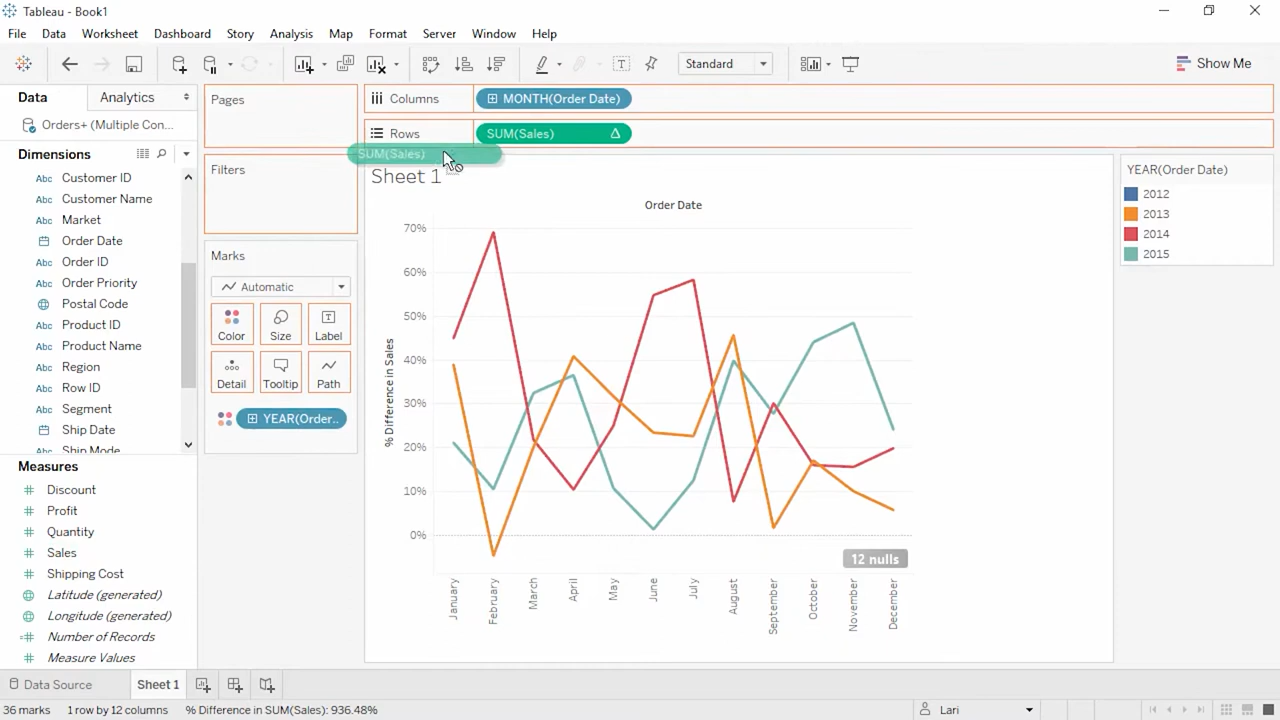 Tableau - Book1
File Data Worksheet Dashboard Story Analysis Map Format Server Window Help
Standard
Show Me
Data
Analytics
Orders+ (Multiple Con...
Dimensions
Customer ID
Customer Name
Market
Order Date
Order ID
Order Priority
Postal Code
Product ID
Product Name
Region
Row ID
Segment
Ship Date
Ship Mode
Measures
Discount
Profit
Quantity
Sales
Shipping Cost
Latitude (generated)
Longitude (generated)
Number of Records
Measure Values
Pages
Filters
Marks
Automatic
Color Size Label
Detail Tooltip Path
YEAR(Order..
Columns MONTH(Order Date)
Rows SUM(Sales) Δ
SUM(Sales)
Sheet 1
Order Date
% Difference in Sales
70%
60%
50%
40%
30%
20%
10%
0%
12 nulls
January February March April May June July August September October November December
YEAR(Order Date)
2012
2013
2014
2015
Data Source Sheet 1
36 marks 1 row by 12 columns % Difference in SUM(Sales): 936.48% Lari